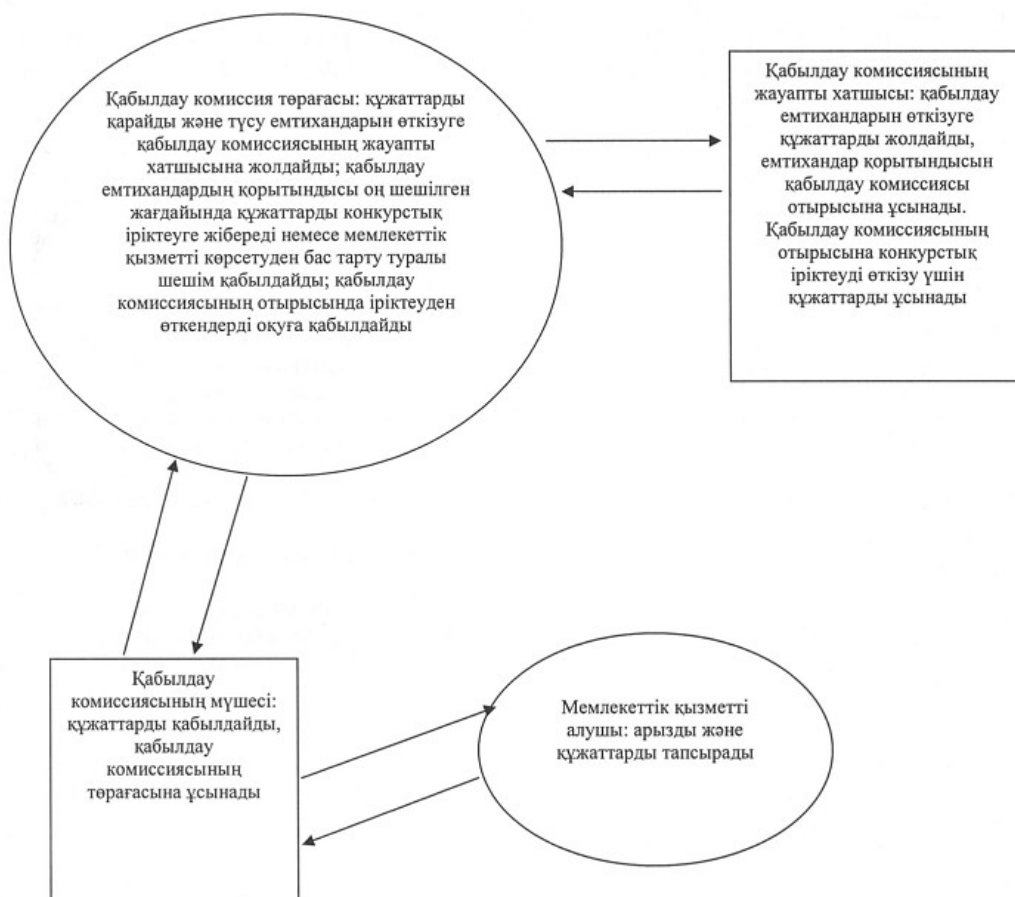 Қабылдау комиссия төрағасы: құжаттарды
қарайды және түсу емтихандарын өткізуге
қабылдау комиссиясының жауапты
хатшысына жолдайды; қабылдау
емтихандардың қорытындысы оң шешілген
жағдайында құжаттарды конкурстық
іріктеуге жібереді немесе мемлекеттік
қызметті көрсетуден бас тарту туралы
шешім қабылдайды; қабылдау
комиссиясының отырысында іріктеуден
өткендерді оқуға қабылдайды
Қабылдау комиссиясының
жауапты хатшысы: қабылдау
емтихандарын өткізуге
құжаттарды жолдайды,
емтихандар қорытындысын
қабылдау комиссиясы
отырысына ұсынады.
Қабылдау комиссиясының
отырысына конкурстық
іріктеуді өткізу үшін
құжаттарды ұсынады
Қабылдау
комиссиясының мүшесі:
құжаттарды қабылдайды,
қабылдау
комиссиясының
төрағасына ұсынады
Мемлекеттік қызметті
алушы: арызды және
құжаттарды тапсырады